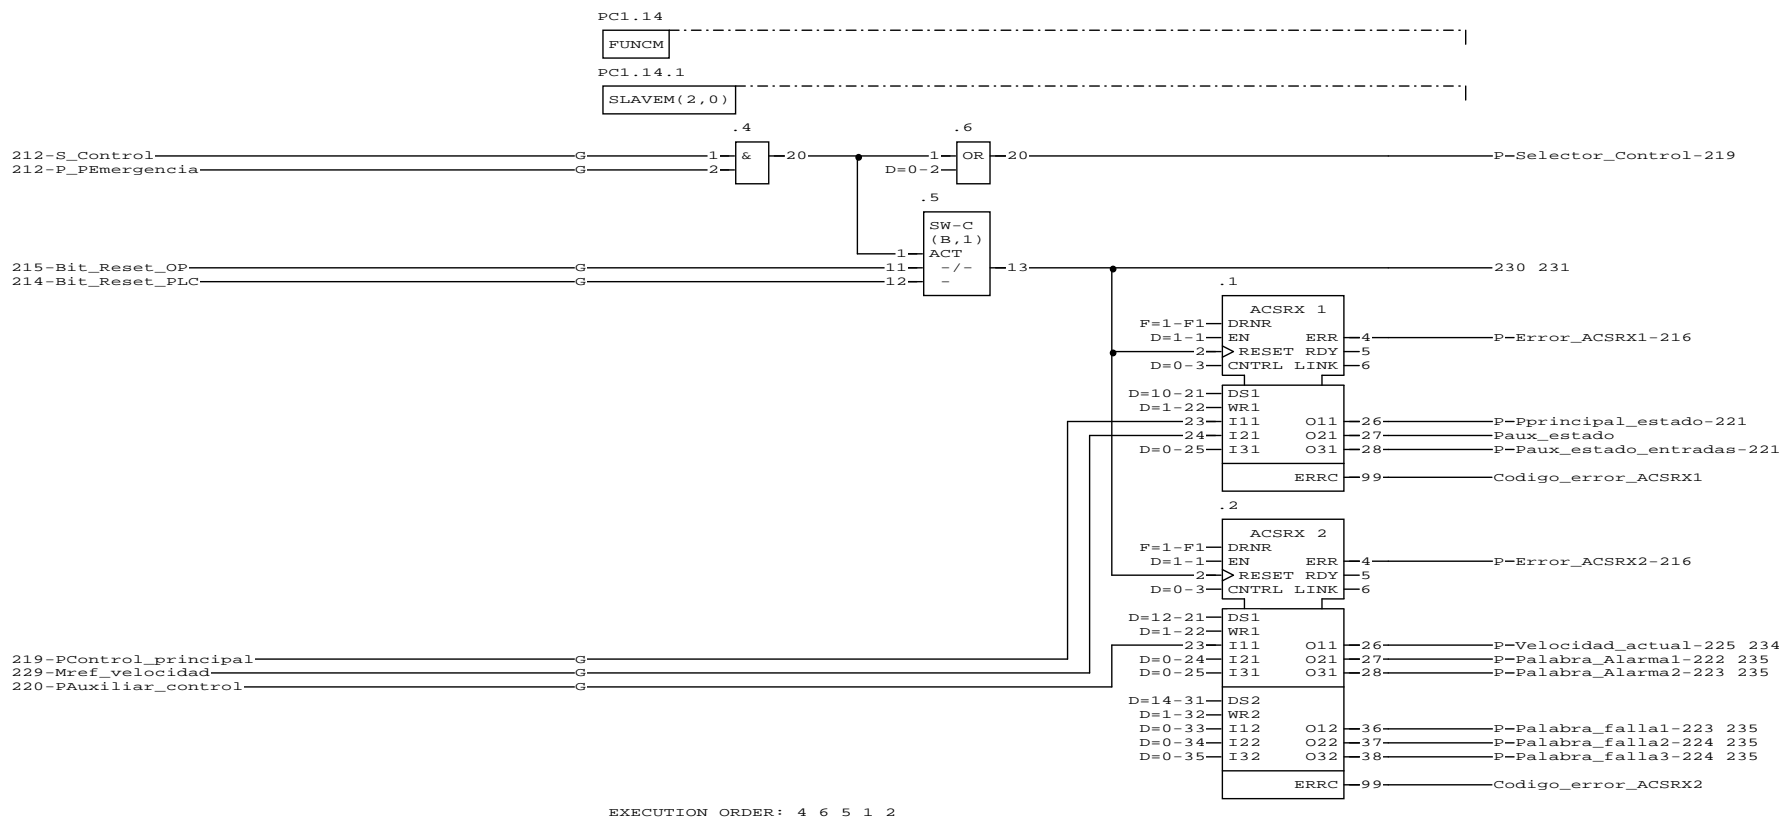 PC1.14
FUNCM
PC1.14.1
SLAVEM(2,0)
.4 .6
212-S_Control G 1 & 20 1 OR 20 P-Selector_Control-219
212-P_PEmergencia G 2 D=0-2
.5
SW-C
(B,1)
1 ACT
215-Bit_Reset_OP G 11 -/- 13 230 231
214-Bit_Reset_PLC G 12 -
.1
ACSRX 1
F=1-F1 DRNR
D=1-1 EN ERR 4 P-Error_ACSRX1-216
2 RESET RDY 5
D=0-3 CNTRL LINK 6
D=10-21 DS1
D=1-22 WR1
23 I11 O11 26 P-Pprincipal_estado-221
24 I21 O21 27 Paux_estado
D=0-25 I31 O31 28 P-Paux_estado_entradas-221
ERRC 99 Codigo_error_ACSRX1
.2
ACSRX 2
F=1-F1 DRNR
D=1-1 EN ERR 4 P-Error_ACSRX2-216
2 RESET RDY 5
D=0-3 CNTRL LINK 6
D=12-21 DS1
D=1-22 WR1
23 I11 O11 26 P-Velocidad_actual-225 234
219-PControl_principal G D=0-24 I21 O21 27 P-Palabra_Alarma1-222 235
229-Mref_velocidad G D=0-25 I31 O31 28 P-Palabra_Alarma2-223 235
220-PAuxiliar_control G
D=14-31 DS2
D=1-32 WR2
D=0-33 I12 O12 36 P-Palabra_falla1-223 235
D=0-34 I22 O22 37 P-Palabra_falla2-224 235
D=0-35 I32 O32 38 P-Palabra_falla3-224 235
ERRC 99 Codigo_error_ACSRX2
EXECUTION ORDER: 4 6 5 1 2